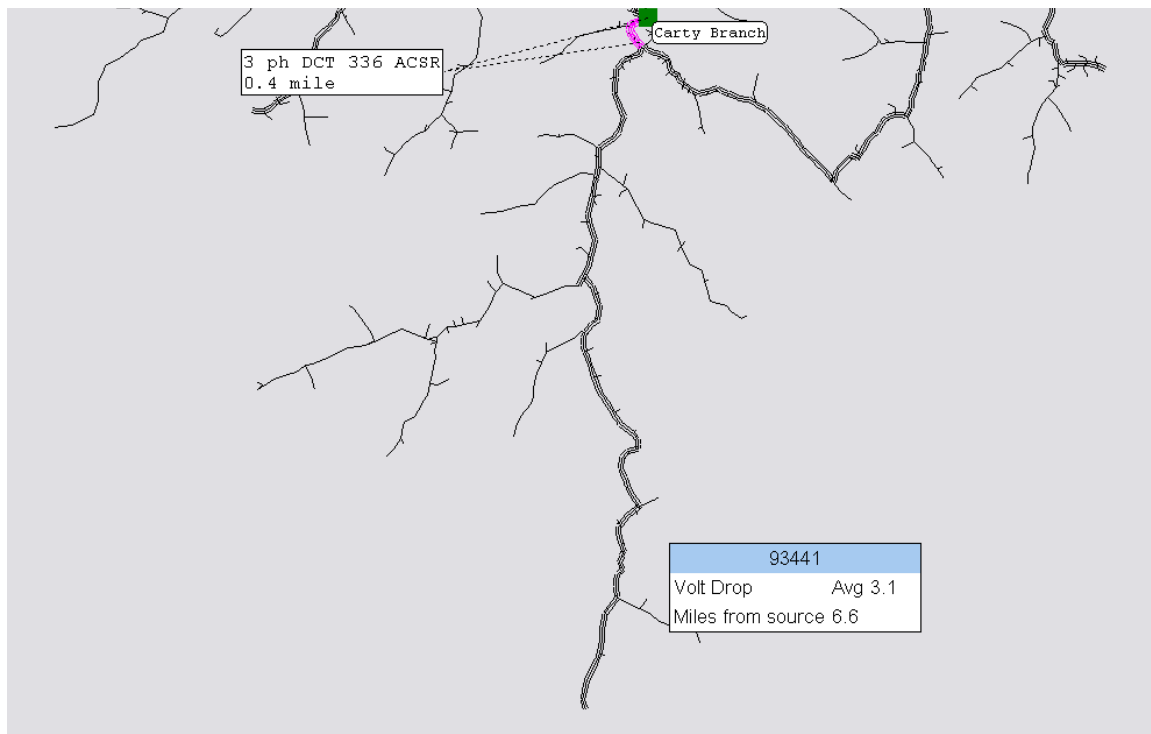 Carty Branch
3 ph DCT 336 ACSR
0.4 mile
93441
Volt Drop Avg 3.1
Miles from source 6.6